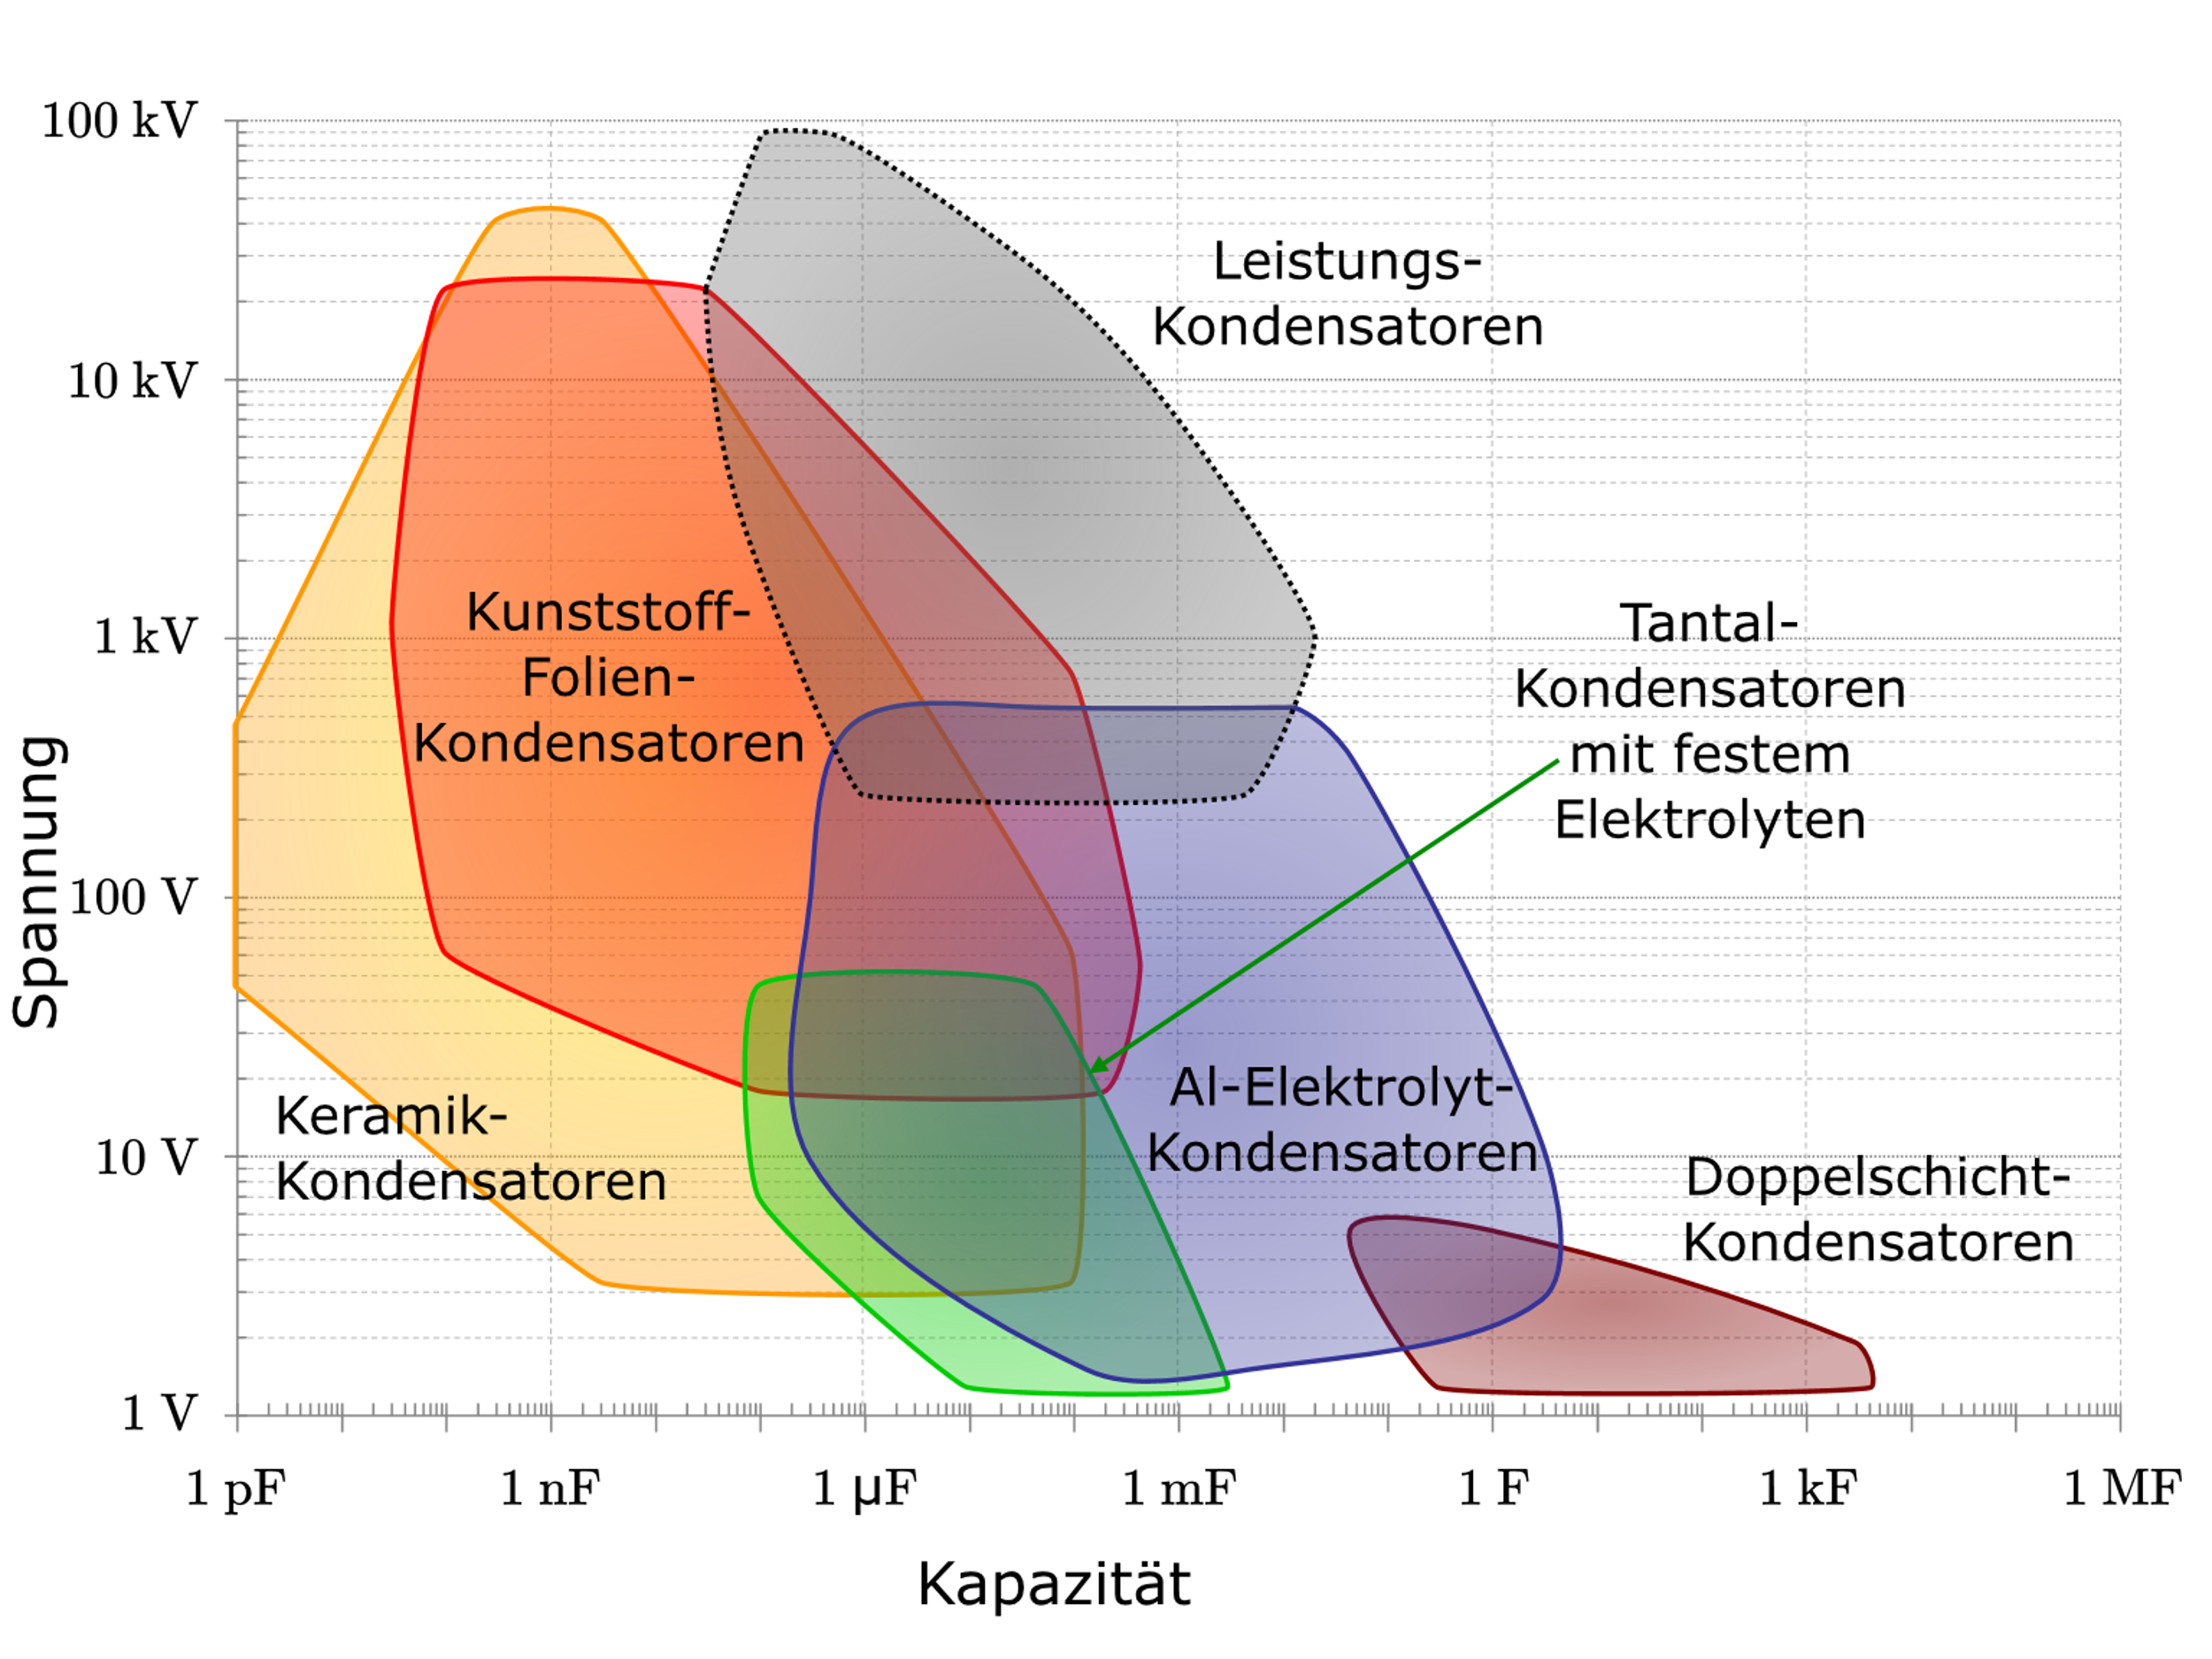 100 kV
10 kV
1 kV
100 V
10 V
1 V
Spannung
Leistungs-
Kondensatoren
Kunststoff-
Folien-
Kondensatoren
Tantal-
Kondensatoren
mit festem
Elektrolyten
Keramik-
Kondensatoren
Al-Elektrolyt-
Kondensatoren
Doppelschicht-
Kondensatoren
1 pF
1 nF
1 µF
1 mF
1 F
1 kF
1 MF
Kapazität